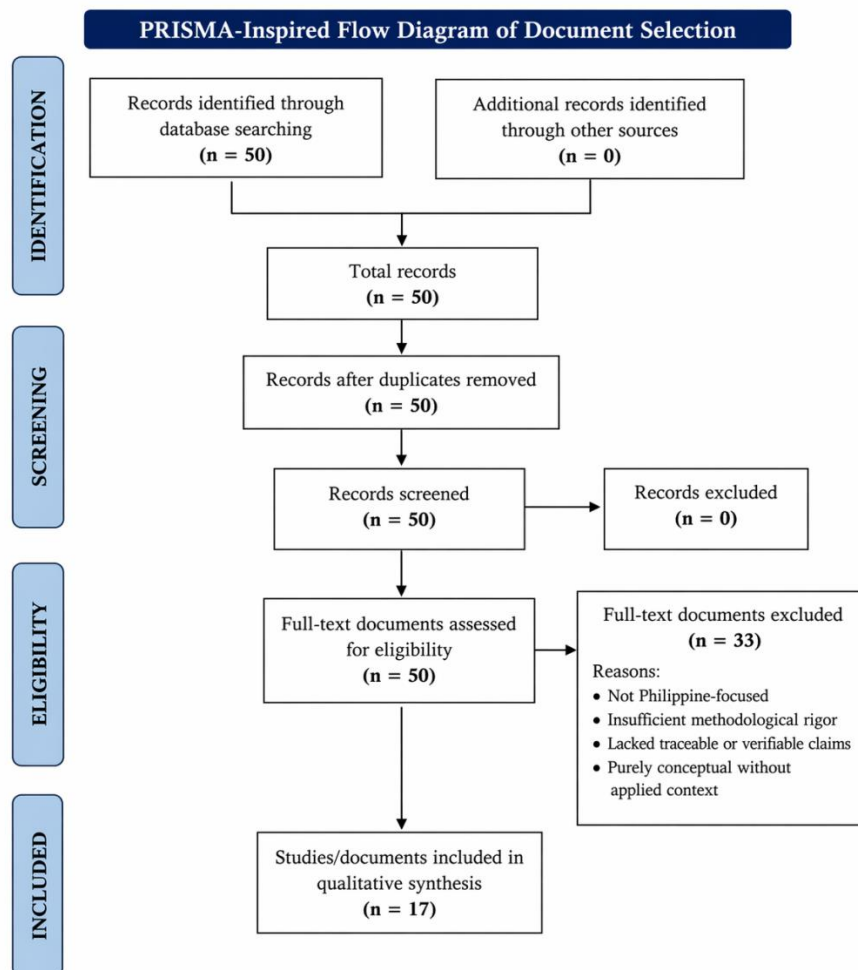 PRISMA-Inspired Flow Diagram of Document Selection
IDENTIFICATION
Records identified through
database searching
(n = 50)
Additional records identified
through other sources
(n = 0)
Total records
(n = 50)
SCREENING
Records after duplicates removed
(n = 50)
Records screened
(n = 50)
Records excluded
(n = 0)
ELIGIBILITY
Full-text documents assessed
for eligibility
(n = 50)
Full-text documents excluded
(n = 33)
Reasons:
• Not Philippine-focused
• Insufficient methodological rigor
• Lacked traceable or verifiable claims
• Purely conceptual without
applied context
INCLUDED
Studies/documents included in
qualitative synthesis
(n = 17)